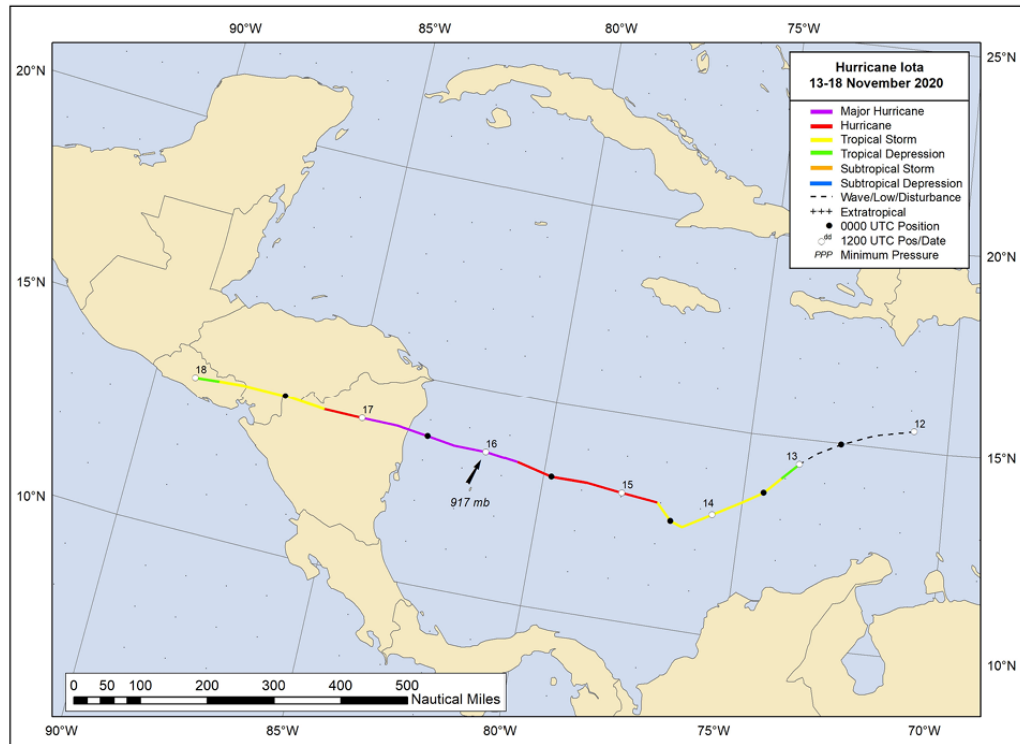 90°W
85°W
80°W
75°W
20°N
25°N
Hurricane Iota
13-18 November 2020
Major Hurricane
Hurricane
Tropical Storm
Tropical Depression
Subtropical Storm
Subtropical Depression
Wave/Low/Disturbance
+++ Extratropical
0000 UTC Position
dd 1200 UTC Pos/Date
PPP Minimum Pressure
20°N
15°N
18
17
16
15
14
13
12
15°N
917 mb
10°N
10°N
0 50 100 200 300 400 500
Nautical Miles
90°W
85°W
80°W
75°W
70°W